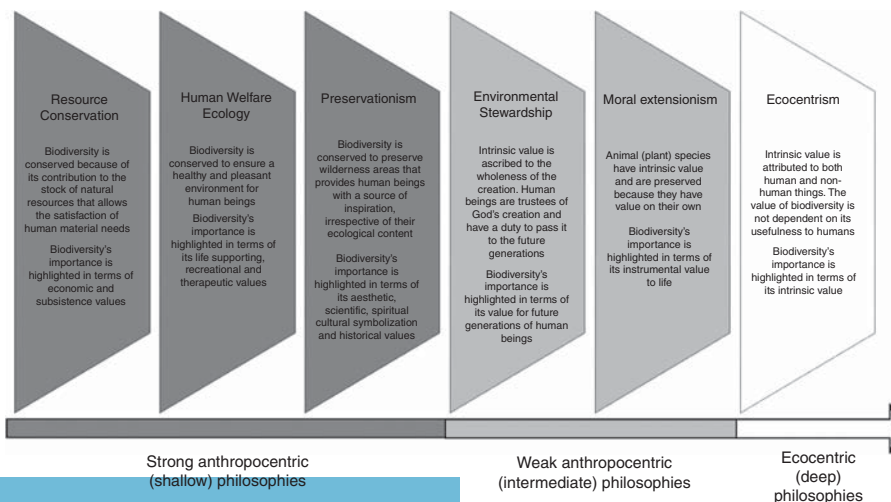 Resource
Conservation
Biodiversity is
conserved because of
its contribution to the
stock of natural
resources that allows
the satisfaction of
human material needs
Biodiversity's
importance is
highlighted in terms of
economic and
subsistence values
Human Welfare
Ecology
Biodiversity is
conserved to ensure a
healthy and pleasant
environment for
human beings
Biodiversity's
importance is
highlighted in terms of
its life supporting,
recreational and
therapeutic values
Preservationism
Biodiversity is
conserved to preserve
wilderness areas that
provides human beings
with a source of
inspiration,
irrespective of their
ecological content
Biodiversity's
importance is
highlighted in terms of
its aesthetic,
scientific, spiritual
cultural symbolization
and historical values
Environmental
Stewardship
Intrinsic value is
ascribed to the
wholeness of the
creation. Human
beings are trustees of
God's creation and
have a duty to pass it
to the future
generations
Biodiversity's
importance is
highlighted in terms of
its value for future
generations of human
beings
Moral extensionism
Animal (plant) species
have intrinsic value
and are preserved
because they have
value on their own
Biodiversity's
importance is
highlighted in terms of
its instrumental value
to life
Ecocentrism
Intrinsic value is
attributed to both
human and non-
human things. The
value of biodiversity is
not dependent on its
usefulness to humans
Biodiversity's
importance is
highlighted in terms of
its intrinsic value
Strong anthropocentric
(shallow) philosophies
Weak anthropocentric
(intermediate) philosophies
Ecocentric
(deep)
philosophies